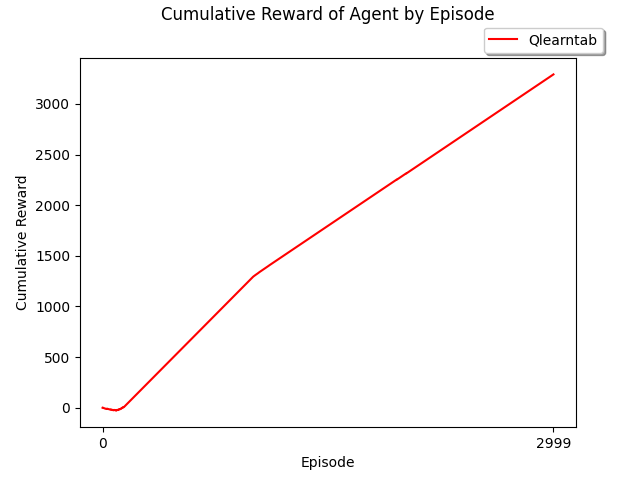 Cumulative Reward of Agent by Episode
Qlearntab
3000
2500
2000
1500
1000
500
0
Cumulative Reward
0
2999
Episode